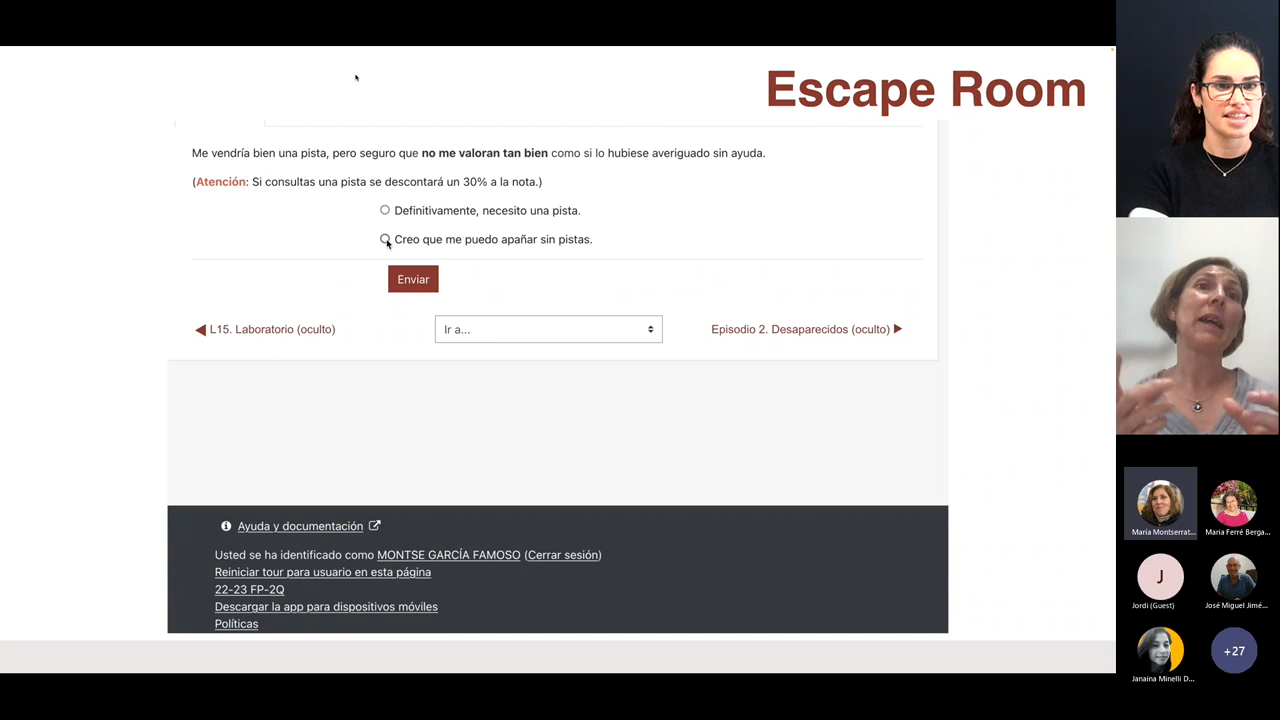 Escape Room
Me vendría bien una pista, pero seguro que no me valoran tan bien como si lo hubiese averiguado sin ayuda.
(Atención: Si consultas una pista se descontará un 30% a la nota.)
Definitivamente, necesito una pista.
Creo que me puedo apañar sin pistas.
Enviar
L15. Laboratorio (oculto)
Ir a...
Episodio 2. Desaparecidos (oculto)
Ayuda y documentación
Usted se ha identificado como MONTSE GARCÍA FAMOSO (Cerrar sesión)
Reiniciar tour para usuario en esta página
22-23 FP-2Q
Descargar la app para dispositivos móviles
Políticas
María Montserrat...
Maria Ferré Berga...
J
Jordi (Guest)
José Miguel Jimé...
Janaina Minelli D...
+27